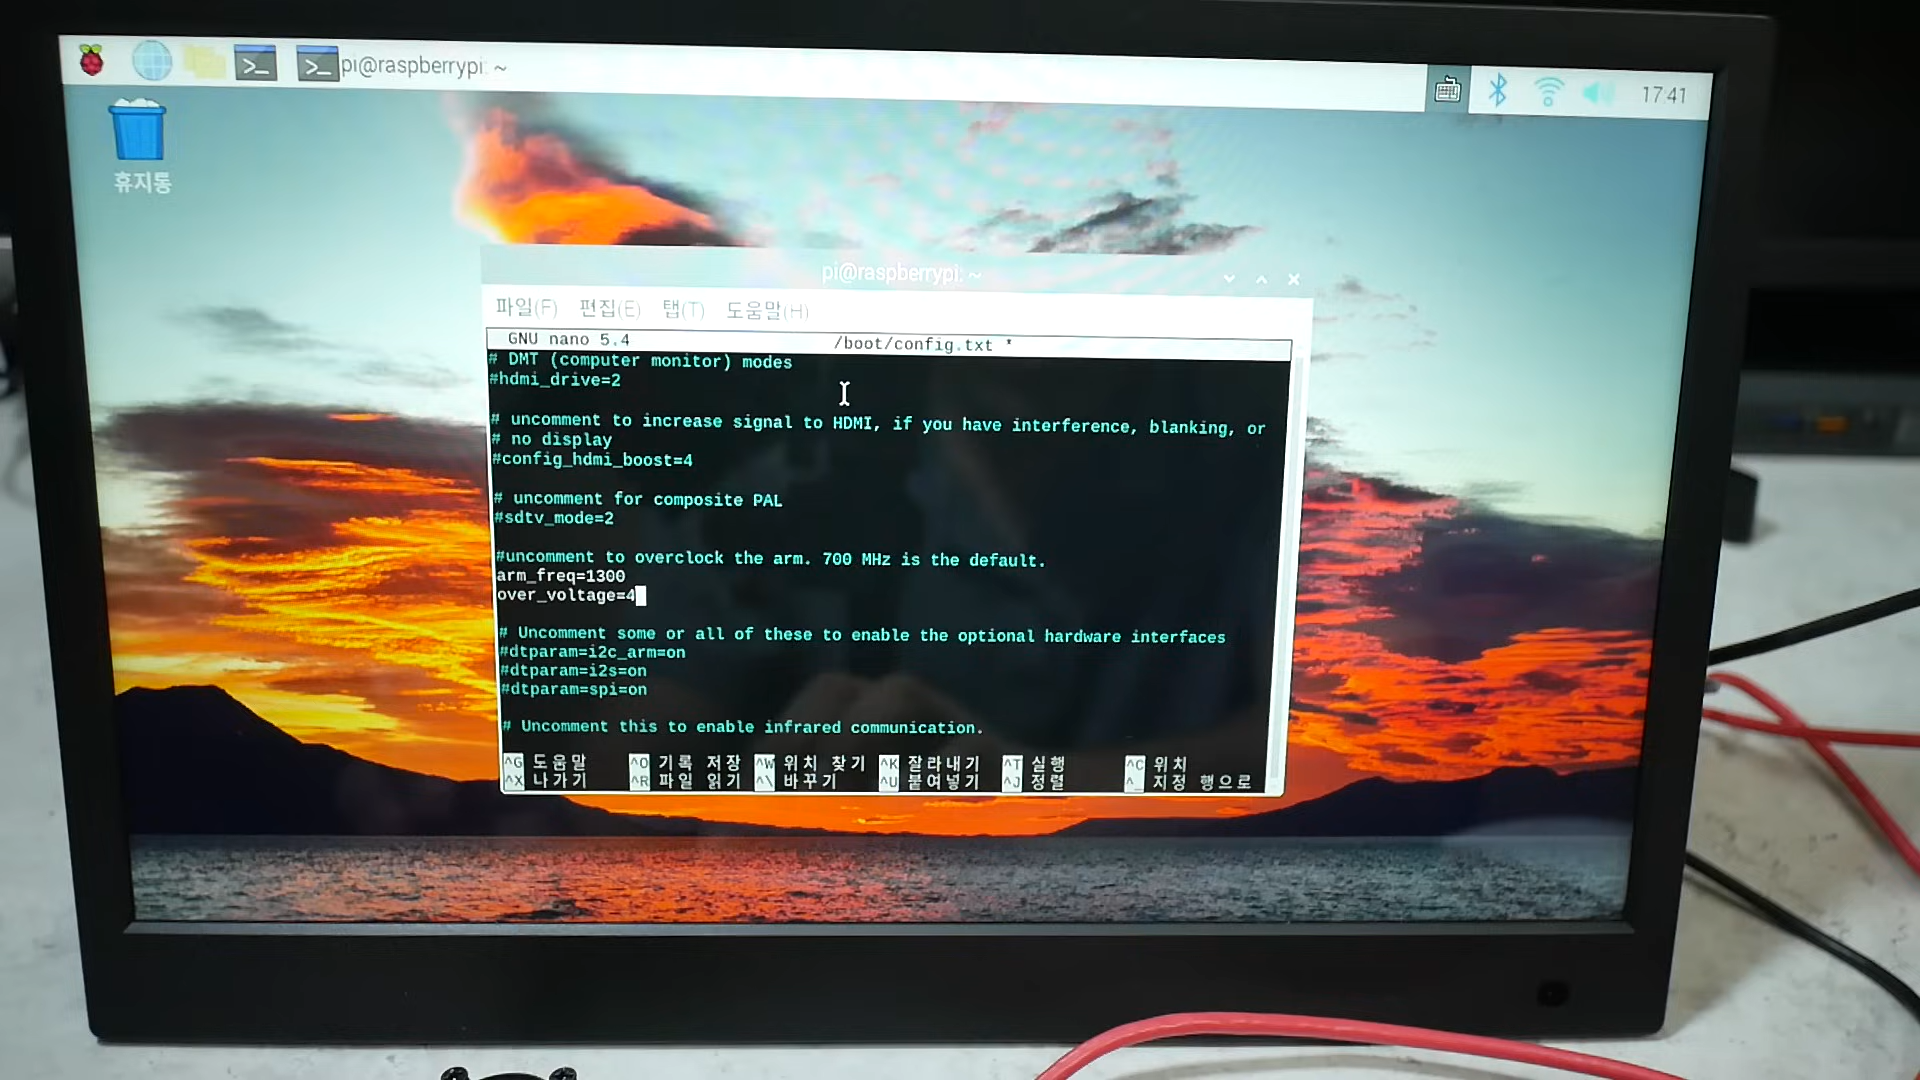 pi@raspberrypi: ~
17:41
휴지통
pi@raspberrypi: ~
파일(F) 편집(E) 탭(T) 도움말(H)
GNU nano 5.4 /boot/config.txt *
# DMT (computer monitor) modes
#hdmi_drive=2
# uncomment to increase signal to HDMI, if you have interference, blanking, or
# no display
#config_hdmi_boost=4
# uncomment for composite PAL
#sdtv_mode=2
#uncomment to overclock the arm. 700 MHz is the default.
arm_freq=1300
over_voltage=4
# Uncomment some or all of these to enable the optional hardware interfaces
#dtparam=i2c_arm=on
#dtparam=i2s=on
#dtparam=spi=on
# Uncomment this to enable infrared communication.
^G 도움말 ^O 기록 저장 ^W 위치 찾기 ^K 잘라내기 ^T 실행 ^C 위치
^X 나가기 ^R 파일 읽기 ^\ 바꾸기 ^U 붙여넣기 ^J 정렬 ^_ 지정 행으로